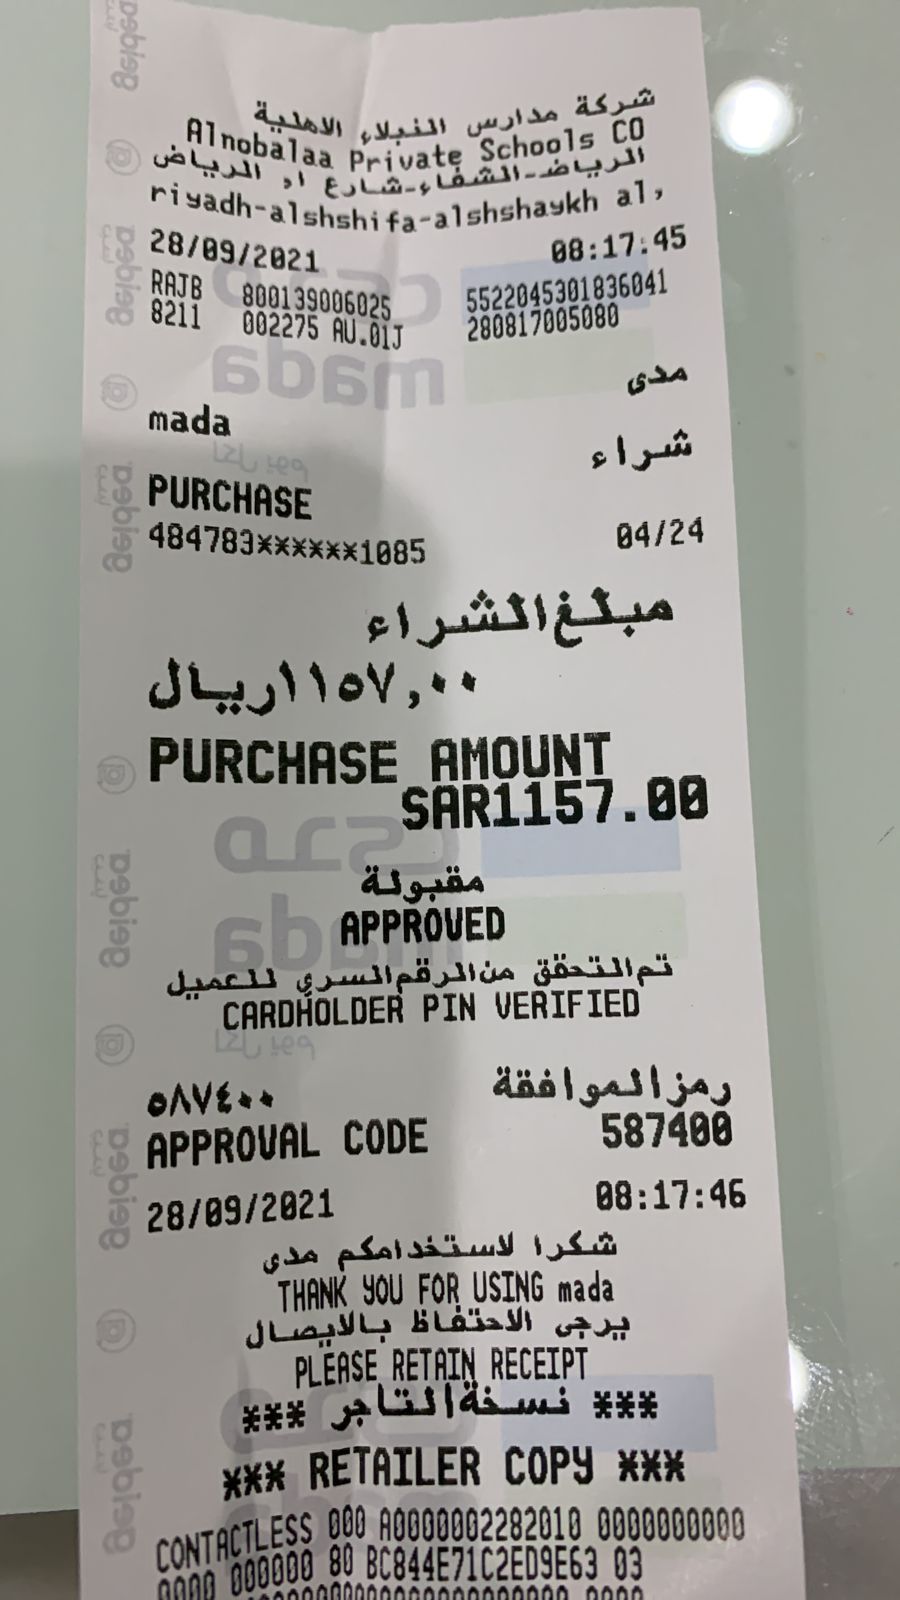 شركة مدارس النبلاء الاهلية
Alnobalaa Private Schools CO
الرياض-الشفاء-شارع اد الرياض
riyadh-alshshifa-alshshaykh al,
28/09/2021 08:17:45
RAJB 800139006025 5522045301836041
8211 002275 AU.01J 280817005080
مدى
mada
شراء
PURCHASE
484783******1085 04/24
مبلغ الشراء
١١٥٧,٠٠ ريال
PURCHASE AMOUNT
SAR1157.00
مقبولة
APPROVED
تم التحقق من الرقم السري للعميل
CARDHOLDER PIN VERIFIED
رمز الموافقة ٥٨٧٤٠٠
APPROVAL CODE 587400
28/09/2021 08:17:46
شكرا لاستخدامكم مدى
THANK YOU FOR USING mada
يرجى الاحتفاظ بالايصال
PLEASE RETAIN RECEIPT
*** نسخة التاجر ***
*** RETAILER COPY ***
CONTACTLESS 000 A0000002282010 0000000000
0000 000000 80 BC844E71C2ED9E63 03